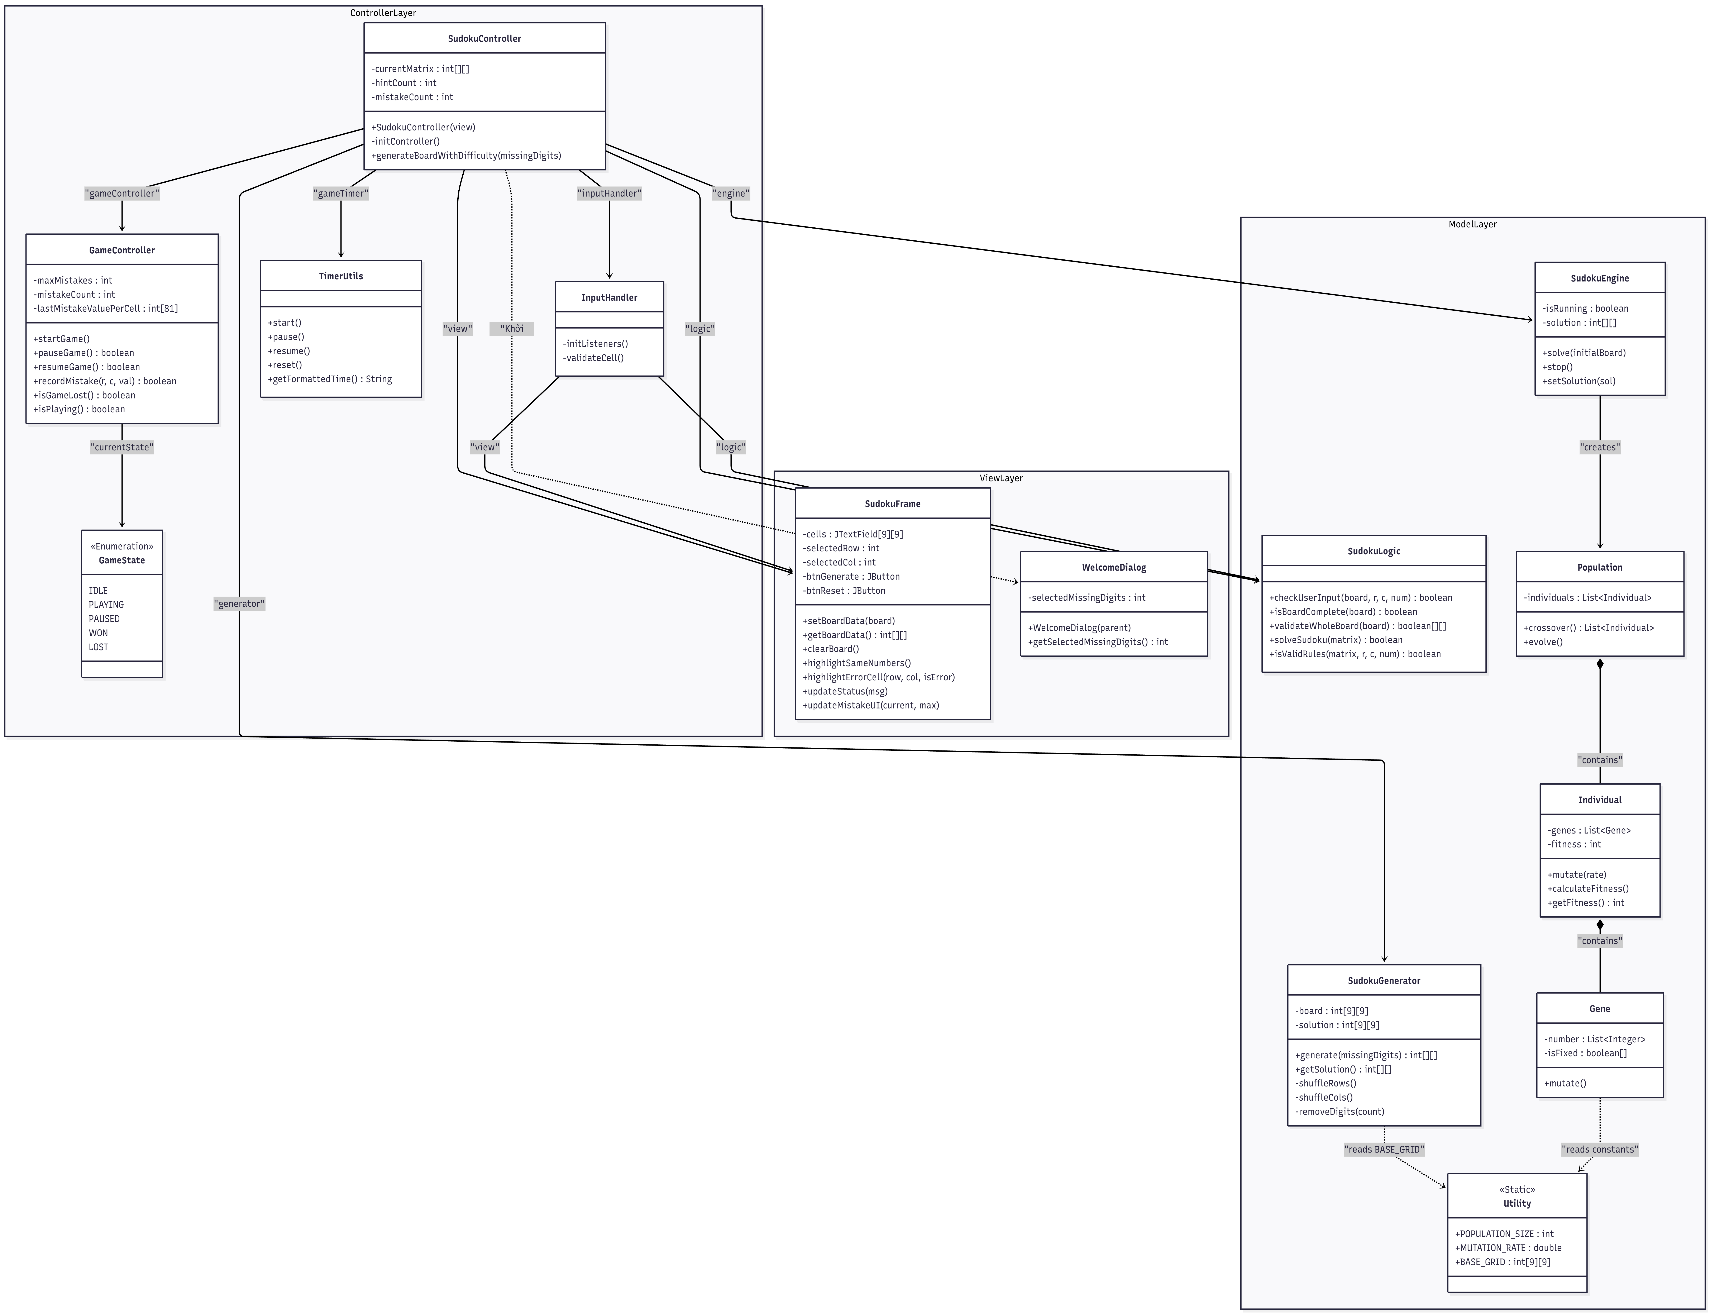 ControllerLayer
SudokuController
-currentMatrix : int[][]
-hintCount : int
-mistakeCount : int
+SudokuController(view)
-initController()
+generateBoardWithDifficulty(missingDigits)
"gameController"
"gameTimer"
"inputHandler"
"engine"
GameController
-maxMistakes : int
-mistakeCount : int
-lastMistakeValuePerCell : int[81]
+startGame()
+pauseGame() : boolean
+resumeGame() : boolean
+recordMistake(r, c, val) : boolean
+isGameLost() : boolean
+isPlaying() : boolean
TimerUtils
+start()
+pause()
+resume()
+reset()
+getFormattedTime() : String
InputHandler
-initListeners()
-validateCell()
"view"
"Khởi
"logic"
"currentState"
"view"
"logic"
«Enumeration»
GameState
IDLE
PLAYING
PAUSED
WON
LOST
"generator"
ViewLayer
SudokuFrame
-cells : JTextField[9][9]
-selectedRow : int
-selectedCol : int
-btnGenerate : JButton
-btnReset : JButton
+setBoardData(board)
+getBoardData() : int[][]
+clearBoard()
+highlightSameNumbers()
+highlightErrorCell(row, col, isError)
+updateStatus(msg)
+updateMistakeUI(current, max)
WelcomeDialog
-selectedMissingDigits : int
+WelcomeDialog(parent)
+getSelectedMissingDigits() : int
ModelLayer
SudokuEngine
-isRunning : boolean
-solution : int[][]
+solve(initialBoard)
+stop()
+setSolution(sol)
"creates"
SudokuLogic
+checkUserInput(board, r, c, num) : boolean
+isBoardComplete(board) : boolean
+validateWholeBoard(board) : boolean[][]
+solveSudoku(matrix) : boolean
+isValidRules(matrix, r, c, num) : boolean
Population
-individuals : List<Individual>
+crossover() : List<Individual>
+evolve()
"contains"
Individual
-genes : List<Gene>
-fitness : int
+mutate(rate)
+calculateFitness()
+getFitness() : int
"contains"
SudokuGenerator
-board : int[9][9]
-solution : int[9][9]
+generate(missingDigits) : int[][]
+getSolution() : int[][]
-shuffleRows()
-shuffleCols()
-removeDigits(count)
Gene
-number : List<Integer>
-isFixed : boolean[]
+mutate()
"reads BASE_GRID"
"reads constants"
«Static»
Utility
+POPULATION_SIZE : int
+MUTATION_RATE : double
+BASE_GRID : int[9][9]